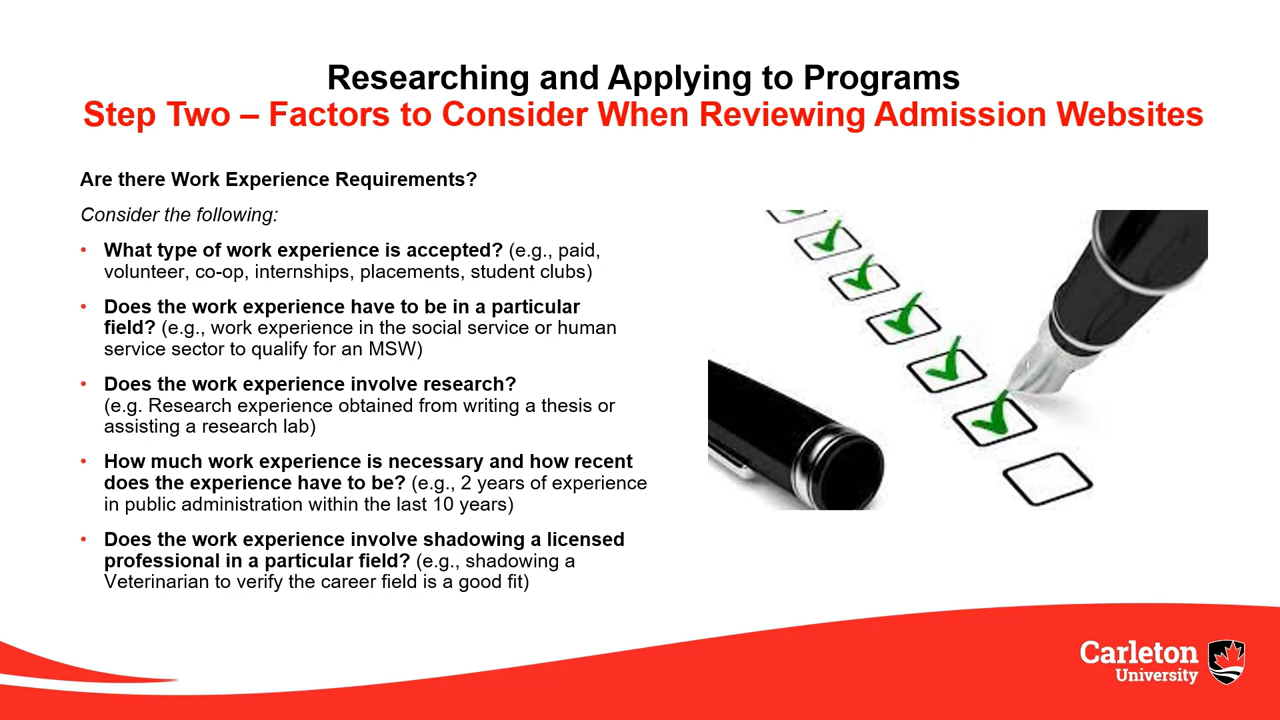 Researching and Applying to Programs
Step Two – Factors to Consider When Reviewing Admission Websites
Are there Work Experience Requirements?
Consider the following:
• What type of work experience is accepted? (e.g., paid,
volunteer, co-op, internships, placements, student clubs)
• Does the work experience have to be in a particular
field? (e.g., work experience in the social service or human
service sector to qualify for an MSW)
• Does the work experience involve research?
(e.g. Research experience obtained from writing a thesis or
assisting a research lab)
• How much work experience is necessary and how recent
does the experience have to be? (e.g., 2 years of experience
in public administration within the last 10 years)
• Does the work experience involve shadowing a licensed
professional in a particular field? (e.g., shadowing a
Veterinarian to verify the career field is a good fit)
Carleton
University